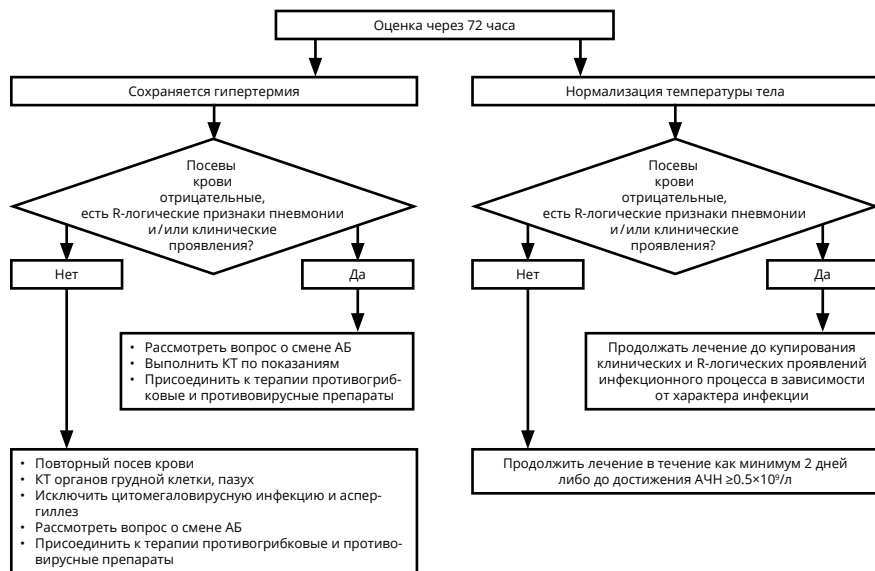 Оценка через 72 часа
Сохраняется гипертермия
Нормализация температуры тела
Посевы
крови
отрицательные,
есть R-логические признаки пневмонии
и/или клинические
проявления?
Посевы
крови
отрицательные,
есть R-логические признаки пневмонии
и/или клинические
проявления?
Нет
Да
Нет
Да
• Рассмотреть вопрос о смене АБ
• Выполнить КТ по показаниям
• Присоединить к терапии противогриб-
ковые и противовирусные препараты
Продолжать лечение до купирования
клинических и R-логических проявлений
инфекционного процесса в зависимости
от характера инфекции
• Повторный посев крови
• КТ органов грудной клетки, пазух
• Исключить цитомегаловирусную инфекцию и аспер-
гиллез
• Рассмотреть вопрос о смене АБ
• Присоединить к терапии противогрибковые и противо-
вирусные препараты
Продолжить лечение в течение как минимум 2 дней
либо до достижения АЧН ≥0.5×10⁹/л